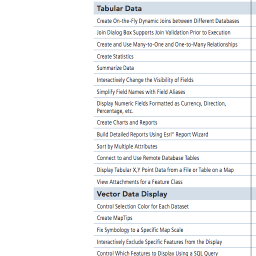 Tabular Data
Create On-the-Fly Dynamic Joins between Different Databases
Join Dialog Box Supports Join Validation Prior to Execution
Create and Use Many-to-One and One-to-Many Relationships
Create Statistics
Summarize Data
Interactively Change the Visibility of Fields
Simplify Field Names with Field Aliases
Display Numeric Fields Formatted as Currency, Direction,
Percentage, etc.
Create Charts and Reports
Build Detailed Reports Using Esri® Report Wizard
Sort by Multiple Attributes
Connect to and Use Remote Database Tables
Display Tabular X,Y Point Data from a File or Table on a Map
View Attachments for a Feature Class
Vector Data Display
Control Selection Color for Each Dataset
Create MapTips
Fix Symbology to a Specific Map Scale
Interactively Exclude Specific Features from the Display
Control Which Features to Display Using a SQL Query